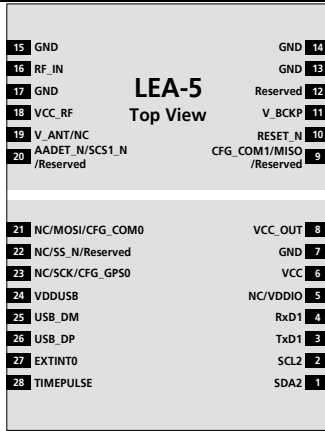 15 GND GND 14
16 RF_IN GND 13
17 GND LEA-5 Reserved 12
18 VCC_RF Top View V_BCKP 11
19 V_ANT/NC RESET_N 10
20 AADET_N/SCS1_N /Reserved CFG_COM1/MISO /Reserved 9
21 NC/MOSI/CFG_COM0 VCC_OUT 8
22 NC/SS_N/Reserved GND 7
23 NC/SCK/CFG_GPS0 VCC 6
24 VDDUSB NC/VDDIO 5
25 USB_DM RxD1 4
26 USB_DP TxD1 3
27 EXTINT0 SCL2 2
28 TIMEPULSE SDA2 1